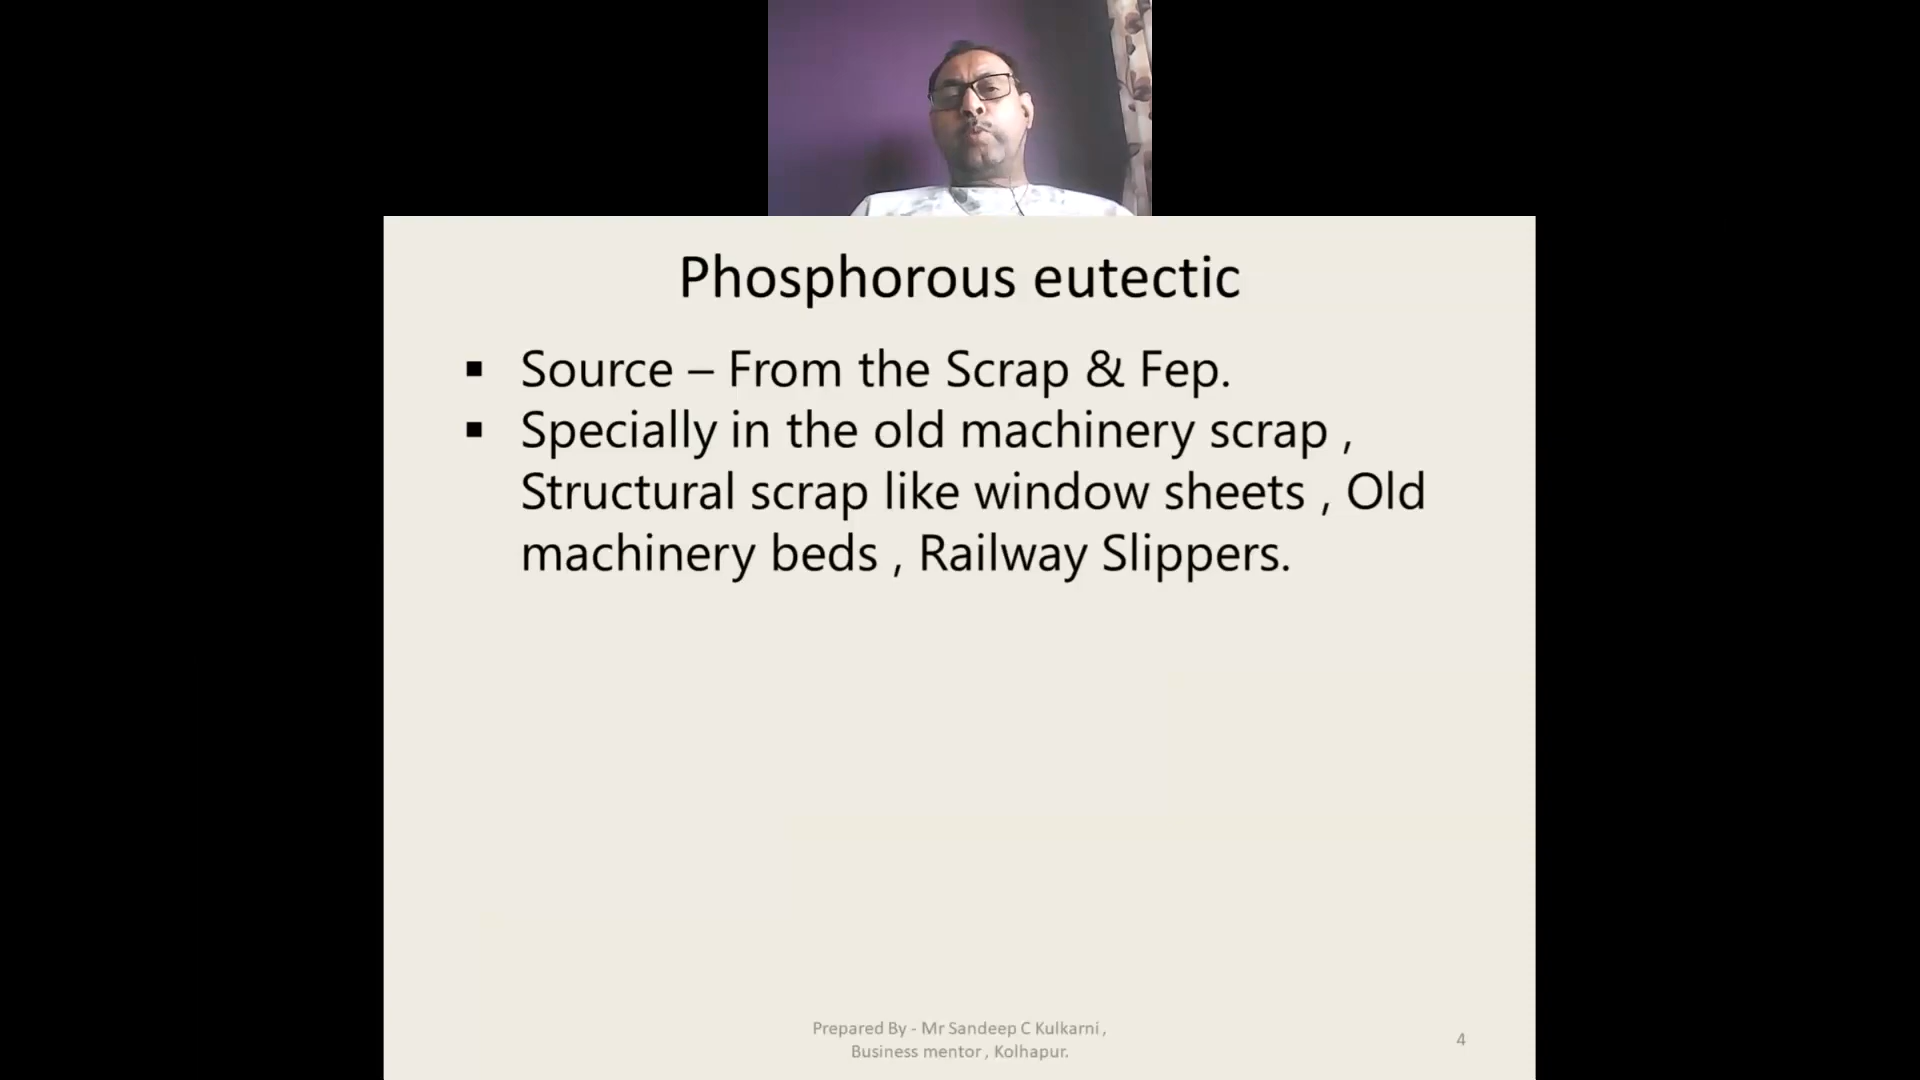 Phosphorous eutectic
▪ Source – From the Scrap & Fep.
▪ Specially in the old machinery scrap ,
Structural scrap like window sheets , Old
machinery beds , Railway Slippers.
Prepared By - Mr Sandeep C Kulkarni ,
Business mentor , Kolhapur.
4